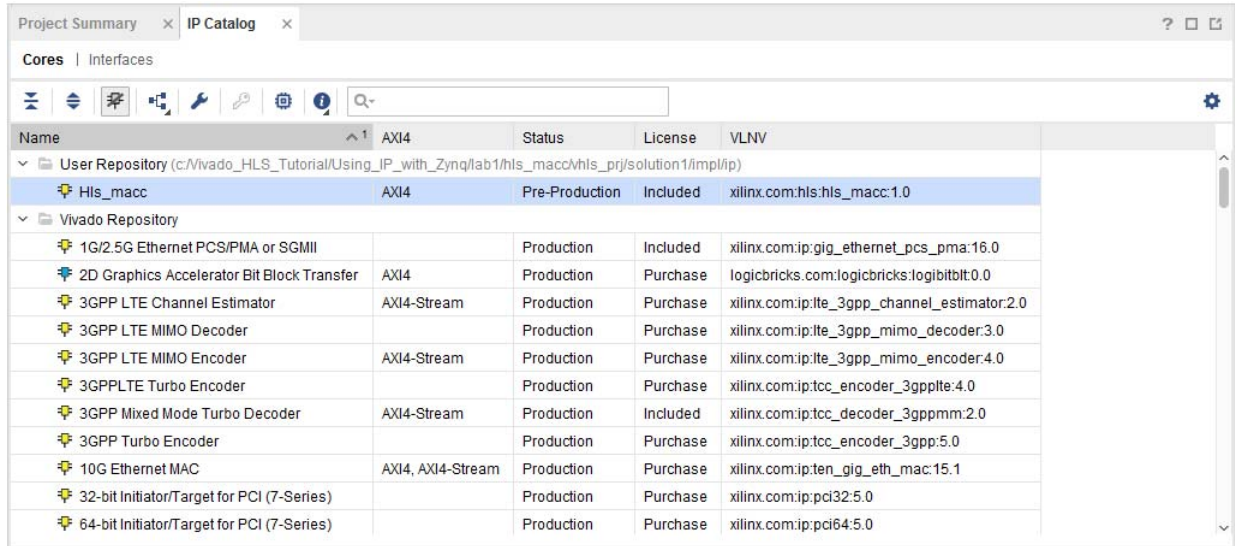 Project Summary × IP Catalog ×
Cores | Interfaces
Name 1 AXI4 Status License VLNV
User Repository (c:/Vivado_HLS_Tutorial/Using_IP_with_Zynq/lab1/hls_macc/vhls_prj/solution1/impl/ip)
Hls_macc AXI4 Pre-Production Included xilinx.com:hls:hls_macc:1.0
Vivado Repository
1G/2.5G Ethernet PCS/PMA or SGMII Production Included xilinx.com:ip:gig_ethernet_pcs_pma:16.0
2D Graphics Accelerator Bit Block Transfer AXI4 Production Purchase logicbricks.com:logicbricks:logibitblt:0.0
3GPP LTE Channel Estimator AXI4-Stream Production Purchase xilinx.com:ip:lte_3gpp_channel_estimator:2.0
3GPP LTE MIMO Decoder Production Purchase xilinx.com:ip:lte_3gpp_mimo_decoder:3.0
3GPP LTE MIMO Encoder AXI4-Stream Production Purchase xilinx.com:ip:lte_3gpp_mimo_encoder:4.0
3GPPLTE Turbo Encoder Production Purchase xilinx.com:ip:tcc_encoder_3gpplte:4.0
3GPP Mixed Mode Turbo Decoder AXI4-Stream Production Included xilinx.com:ip:tcc_decoder_3gppmm:2.0
3GPP Turbo Encoder Production Purchase xilinx.com:ip:tcc_encoder_3gpp:5.0
10G Ethernet MAC AXI4, AXI4-Stream Production Purchase xilinx.com:ip:ten_gig_eth_mac:15.1
32-bit Initiator/Target for PCI (7-Series) Production Purchase xilinx.com:ip:pci32:5.0
64-bit Initiator/Target for PCI (7-Series) Production Purchase xilinx.com:ip:pci64:5.0